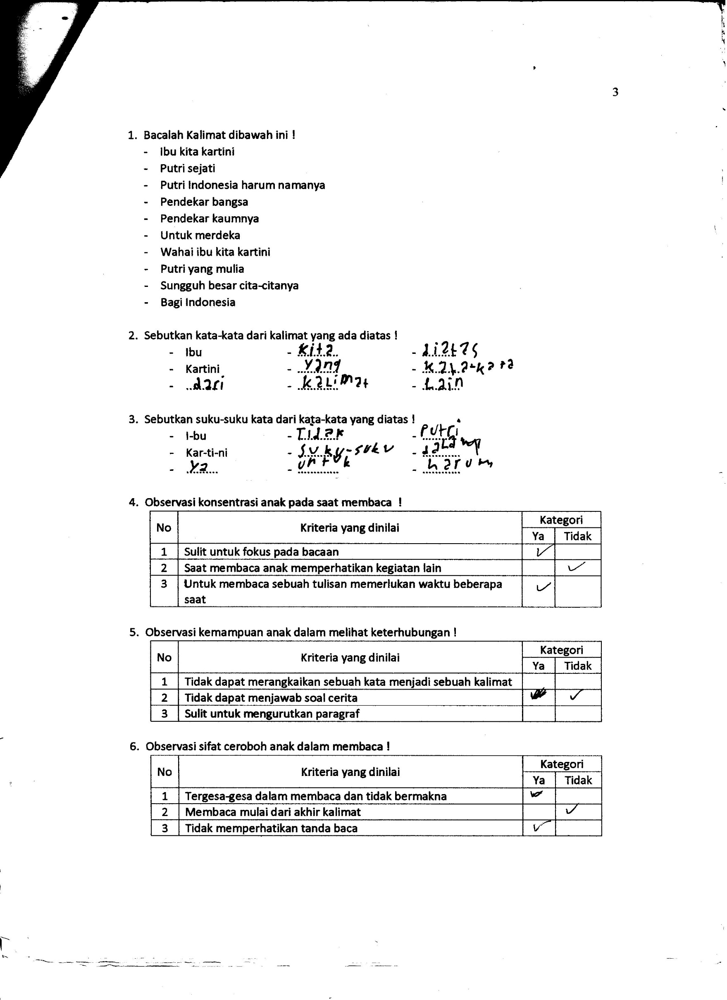 3
1. Bacalah Kalimat dibawah ini !
- Ibu kita kartini
- Putri sejati
- Putri Indonesia harum namanya
- Pendekar bangsa
- Pendekar kaumnya
- Untuk merdeka
- Wahai ibu kita kartini
- Putri yang mulia
- Sungguh besar cita-citanya
- Bagi Indonesia
2. Sebutkan kata-kata dari kalimat yang ada diatas !
- Ibu - Kita - diatas
- Kartini - Yang - kata-kata
- dari - kaLimat - Lain
3. Sebutkan suku-suku kata dari kata-kata yang diatas !
- I-bu - Tidak - Putri
- Kar-ti-ni - Suku-suku - daLam
- Ya - untuk - harum
4. Observasi konsentrasi anak pada saat membaca !
No Kriteria yang dinilai Kategori
Ya Tidak
1 Sulit untuk fokus pada bacaan ✓
2 Saat membaca anak memperhatikan kegiatan lain ✓
3 Untuk membaca sebuah tulisan memerlukan waktu beberapa ✓
saat
5. Observasi kemampuan anak dalam melihat keterhubungan !
No Kriteria yang dinilai Kategori
Ya Tidak
1 Tidak dapat merangkaikan sebuah kata menjadi sebuah kalimat
2 Tidak dapat menjawab soal cerita ✓
3 Sulit untuk mengurutkan paragraf
6. Observasi sifat ceroboh anak dalam membaca !
No Kriteria yang dinilai Kategori
Ya Tidak
1 Tergesa-gesa dalam membaca dan tidak bermakna ✓
2 Membaca mulai dari akhir kalimat ✓
3 Tidak memperhatikan tanda baca ✓